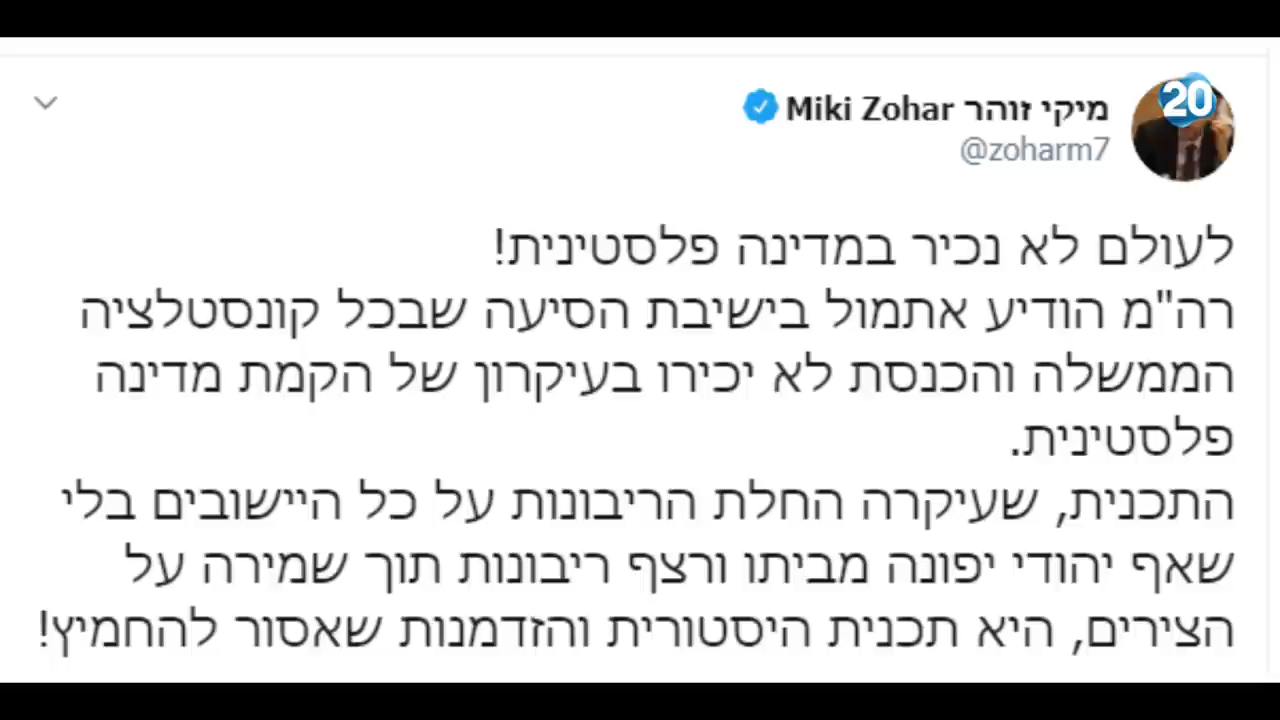 20
מיקי זוהר Miki Zohar
@zoharm7
לעולם לא נכיר במדינה פלסטינית!
רה"מ הודיע אתמול בישיבת הסיעה שבכל קונסטלציה
הממשלה והכנסת לא יכירו בעיקרון של הקמת מדינה
פלסטינית.
התכנית, שעיקרה החלת הריבונות על כל היישובים בלי
שאף יהודי יפונה מביתו ורצף ריבונות תוך שמירה על
הצירים, היא תכנית היסטורית והזדמנות שאסור להחמיץ!